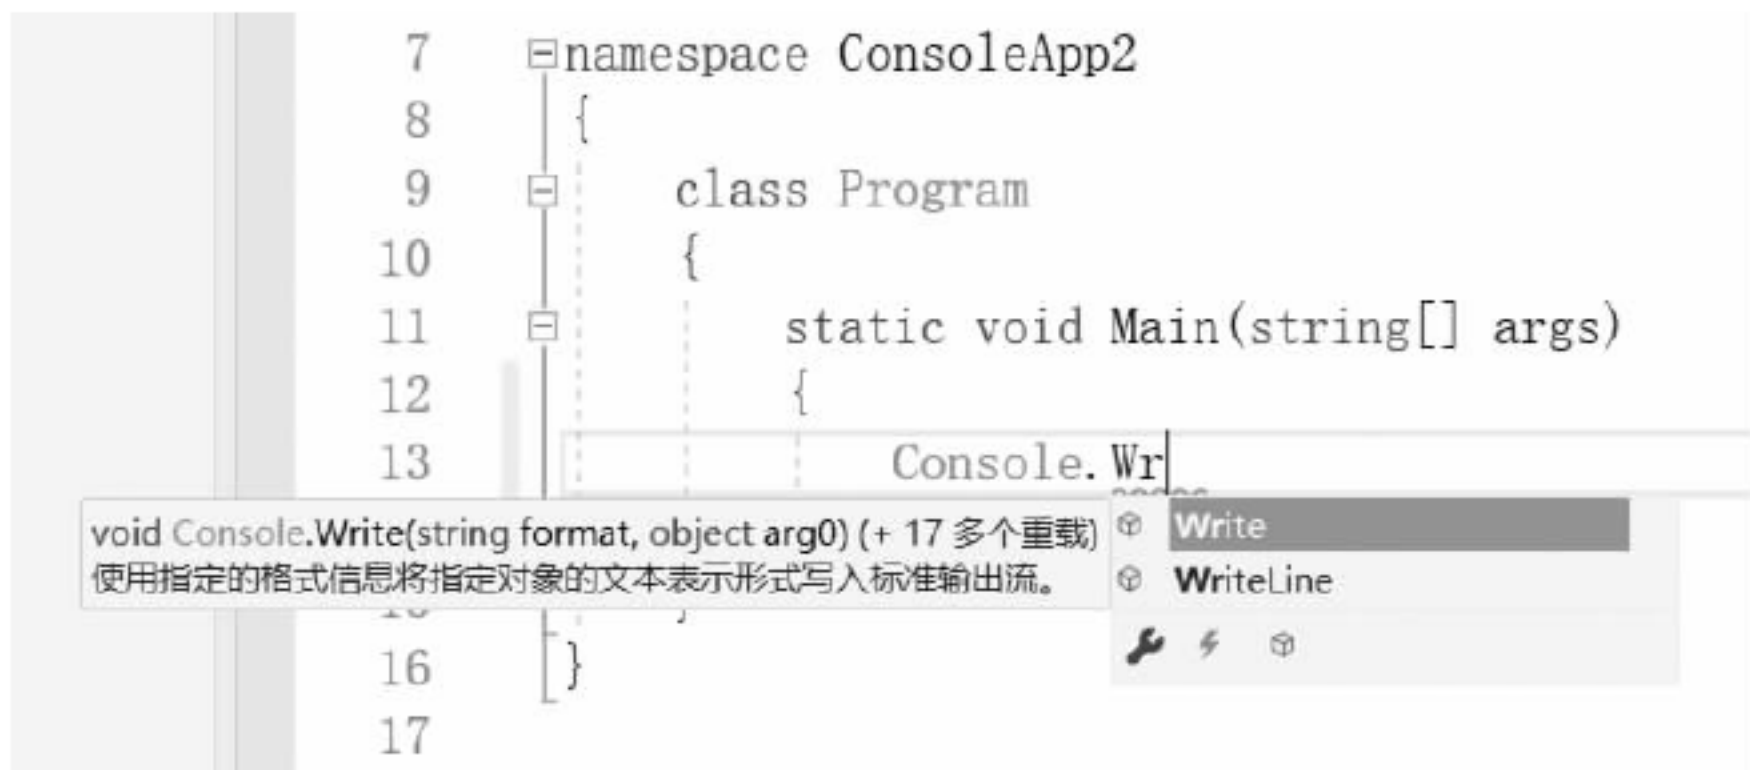 7 namespace ConsoleApp2
8 {
9 class Program
10 {
11 static void Main(string[] args)
12 {
13 Console.Wr
void Console.Write(string format, object arg0) (+ 17 多个重载)
使用指定的格式信息将指定对象的文本表示形式写入标准输出流。
Write
WriteLine
16 }
17